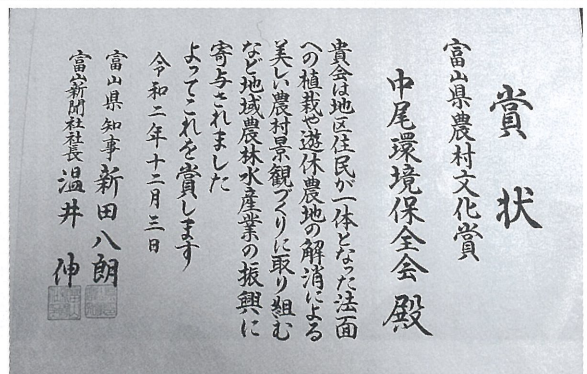 賞状
富山県農村文化賞
中尾環境保全会 殿
貴会は地区住民が一体となった法面
への植栽や遊休農地の解消による
美しい農村景観づくりに取り組む
など地域農林水産業の振興に
寄与されました
よってこれを賞します
令和二年十二月三日
富山県知事 新田八朗
富山新聞社社長 温井伸